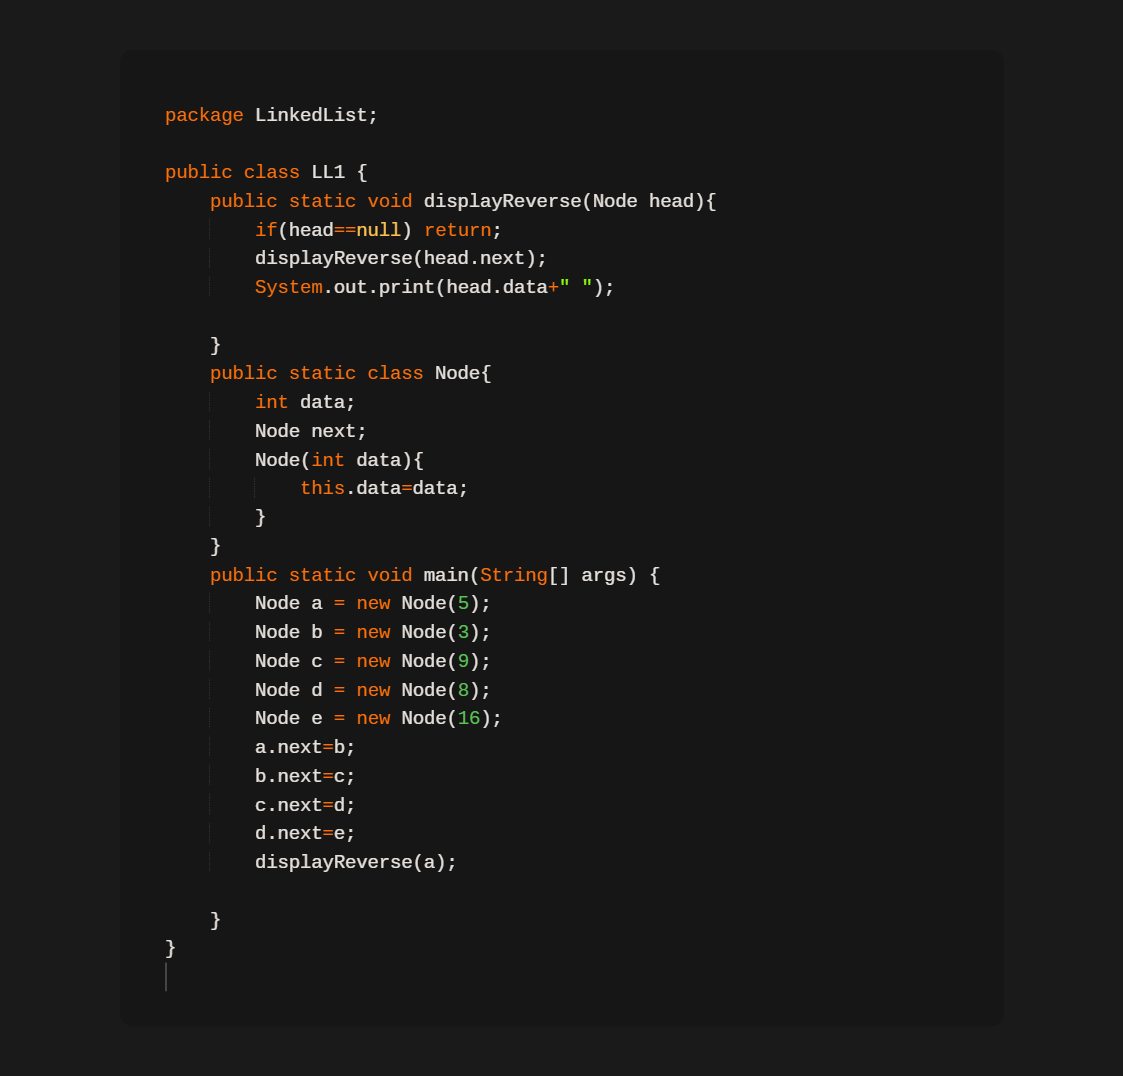 package LinkedList;

public class LL1 {
    public static void displayReverse(Node head){
        if(head==null) return;
        displayReverse(head.next);
        System.out.print(head.data+" ");

    }
    public static class Node{
        int data;
        Node next;
        Node(int data){
            this.data=data;
        }
    }
    public static void main(String[] args) {
        Node a = new Node(5);
        Node b = new Node(3);
        Node c = new Node(9);
        Node d = new Node(8);
        Node e = new Node(16);
        a.next=b;
        b.next=c;
        c.next=d;
        d.next=e;
        displayReverse(a);

    }
}